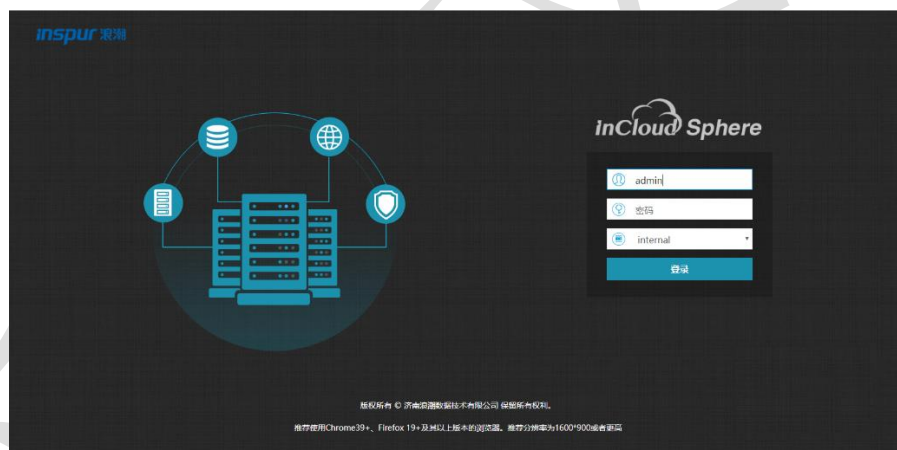 inspur 浪潮
inCloud Sphere
admin
密码
internal
登录
版权所有 © 济南浪潮数据技术有限公司 保留所有权利。
推荐使用Chrome39+、Firefox 19+及其以上版本的浏览器。推荐分辨率为1600*900或者更高